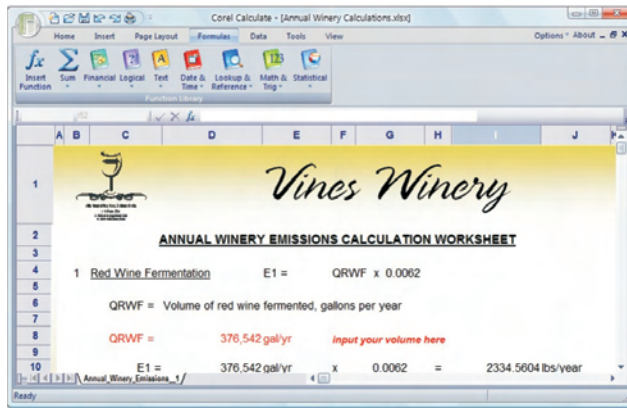 Corel Calculate - [Annual Winery Calculations.xlsx]
Home Insert Page Layout Formulas Data Tools View Options About
fx Σ ? A 123
Insert Function Sum Financial Logical Text Date & Time Lookup & Reference Math & Trig Statistical
Function Library
fx
A B C D E F G H I J
1 Vines Winery
2 ANNUAL WINERY EMISSIONS CALCULATION WORKSHEET
3
4 1 Red Wine Fermentation E1 = QRWF x 0.0062
5
6 QRWF = Volume of red wine fermented, gallons per year
7
8 QRWF = 376,542 gal/yr input your volume here
9
10 E1 = 376,542 gal/yr x 0.0062 = 2334.5604 lbs/year
Annual_Winery_Emissions_1
Ready